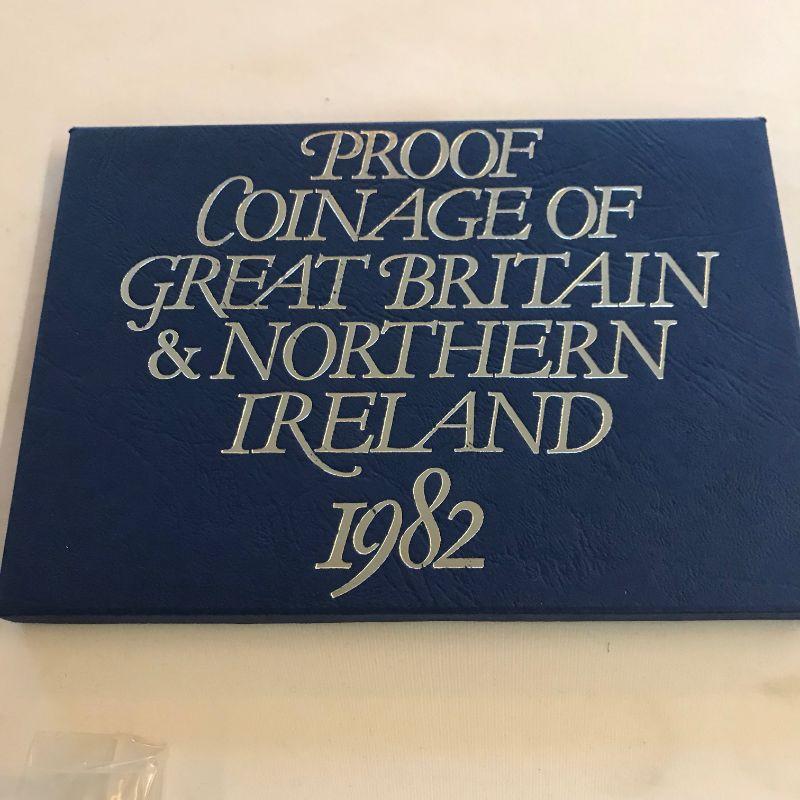 PROOF
COINAGE OF
GREAT BRITAIN
& NORTHERN
IRELAND
1982